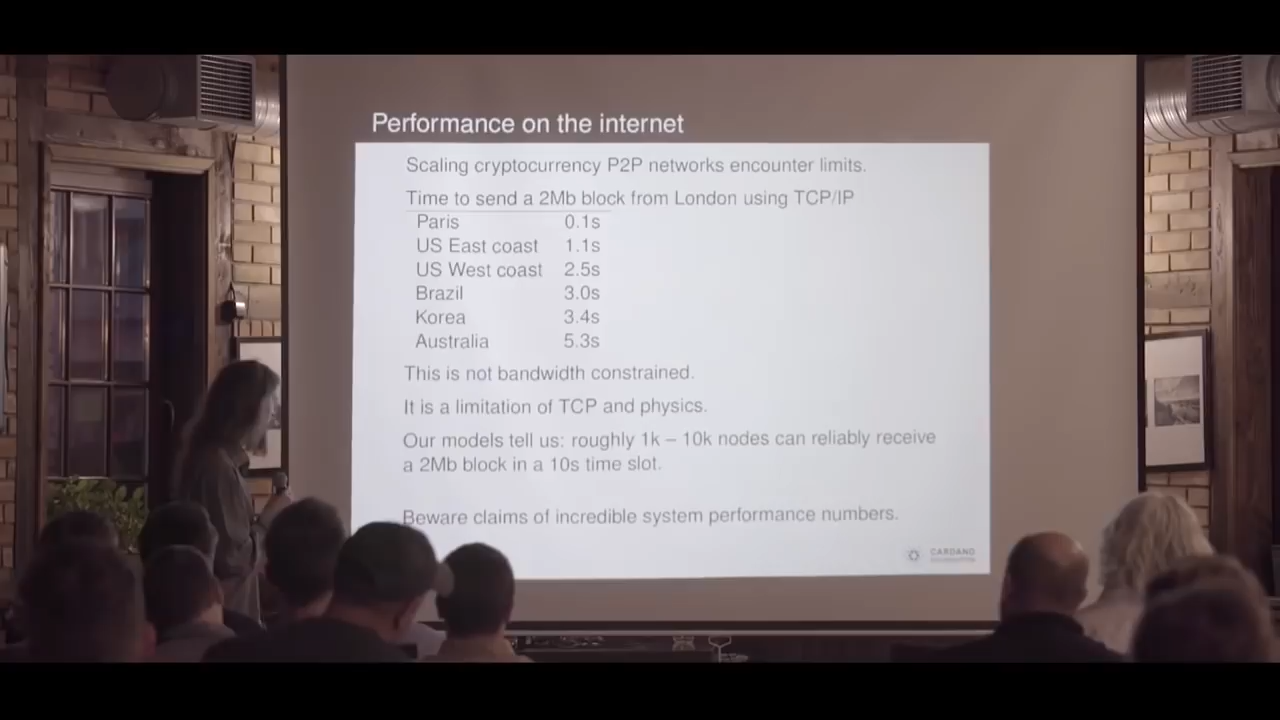 Performance on the internet
Scaling cryptocurrency P2P networks encounter limits.
Time to send a 2Mb block from London using TCP/IP
Paris 0.1s
US East coast 1.1s
US West coast 2.5s
Brazil 3.0s
Korea 3.4s
Australia 5.3s
This is not bandwidth constrained.
It is a limitation of TCP and physics.
Our models tell us: roughly 1k – 10k nodes can reliably receive
a 2Mb block in a 10s time slot.
Beware claims of incredible system performance numbers.
CARDANO